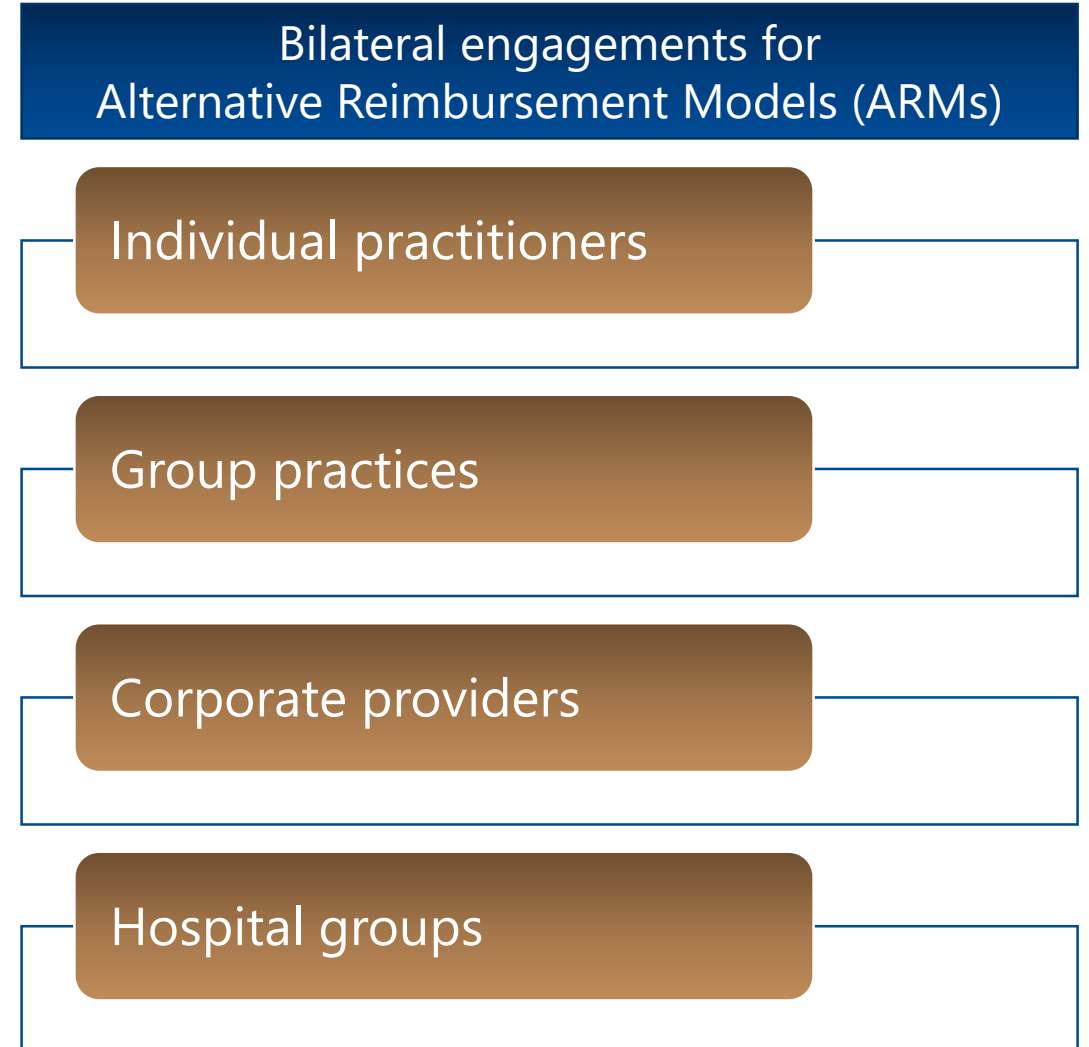 Bilateral engagements for
Alternative Reimbursement Models (ARMs)
Individual practitioners
Group practices
Corporate providers
Hospital groups